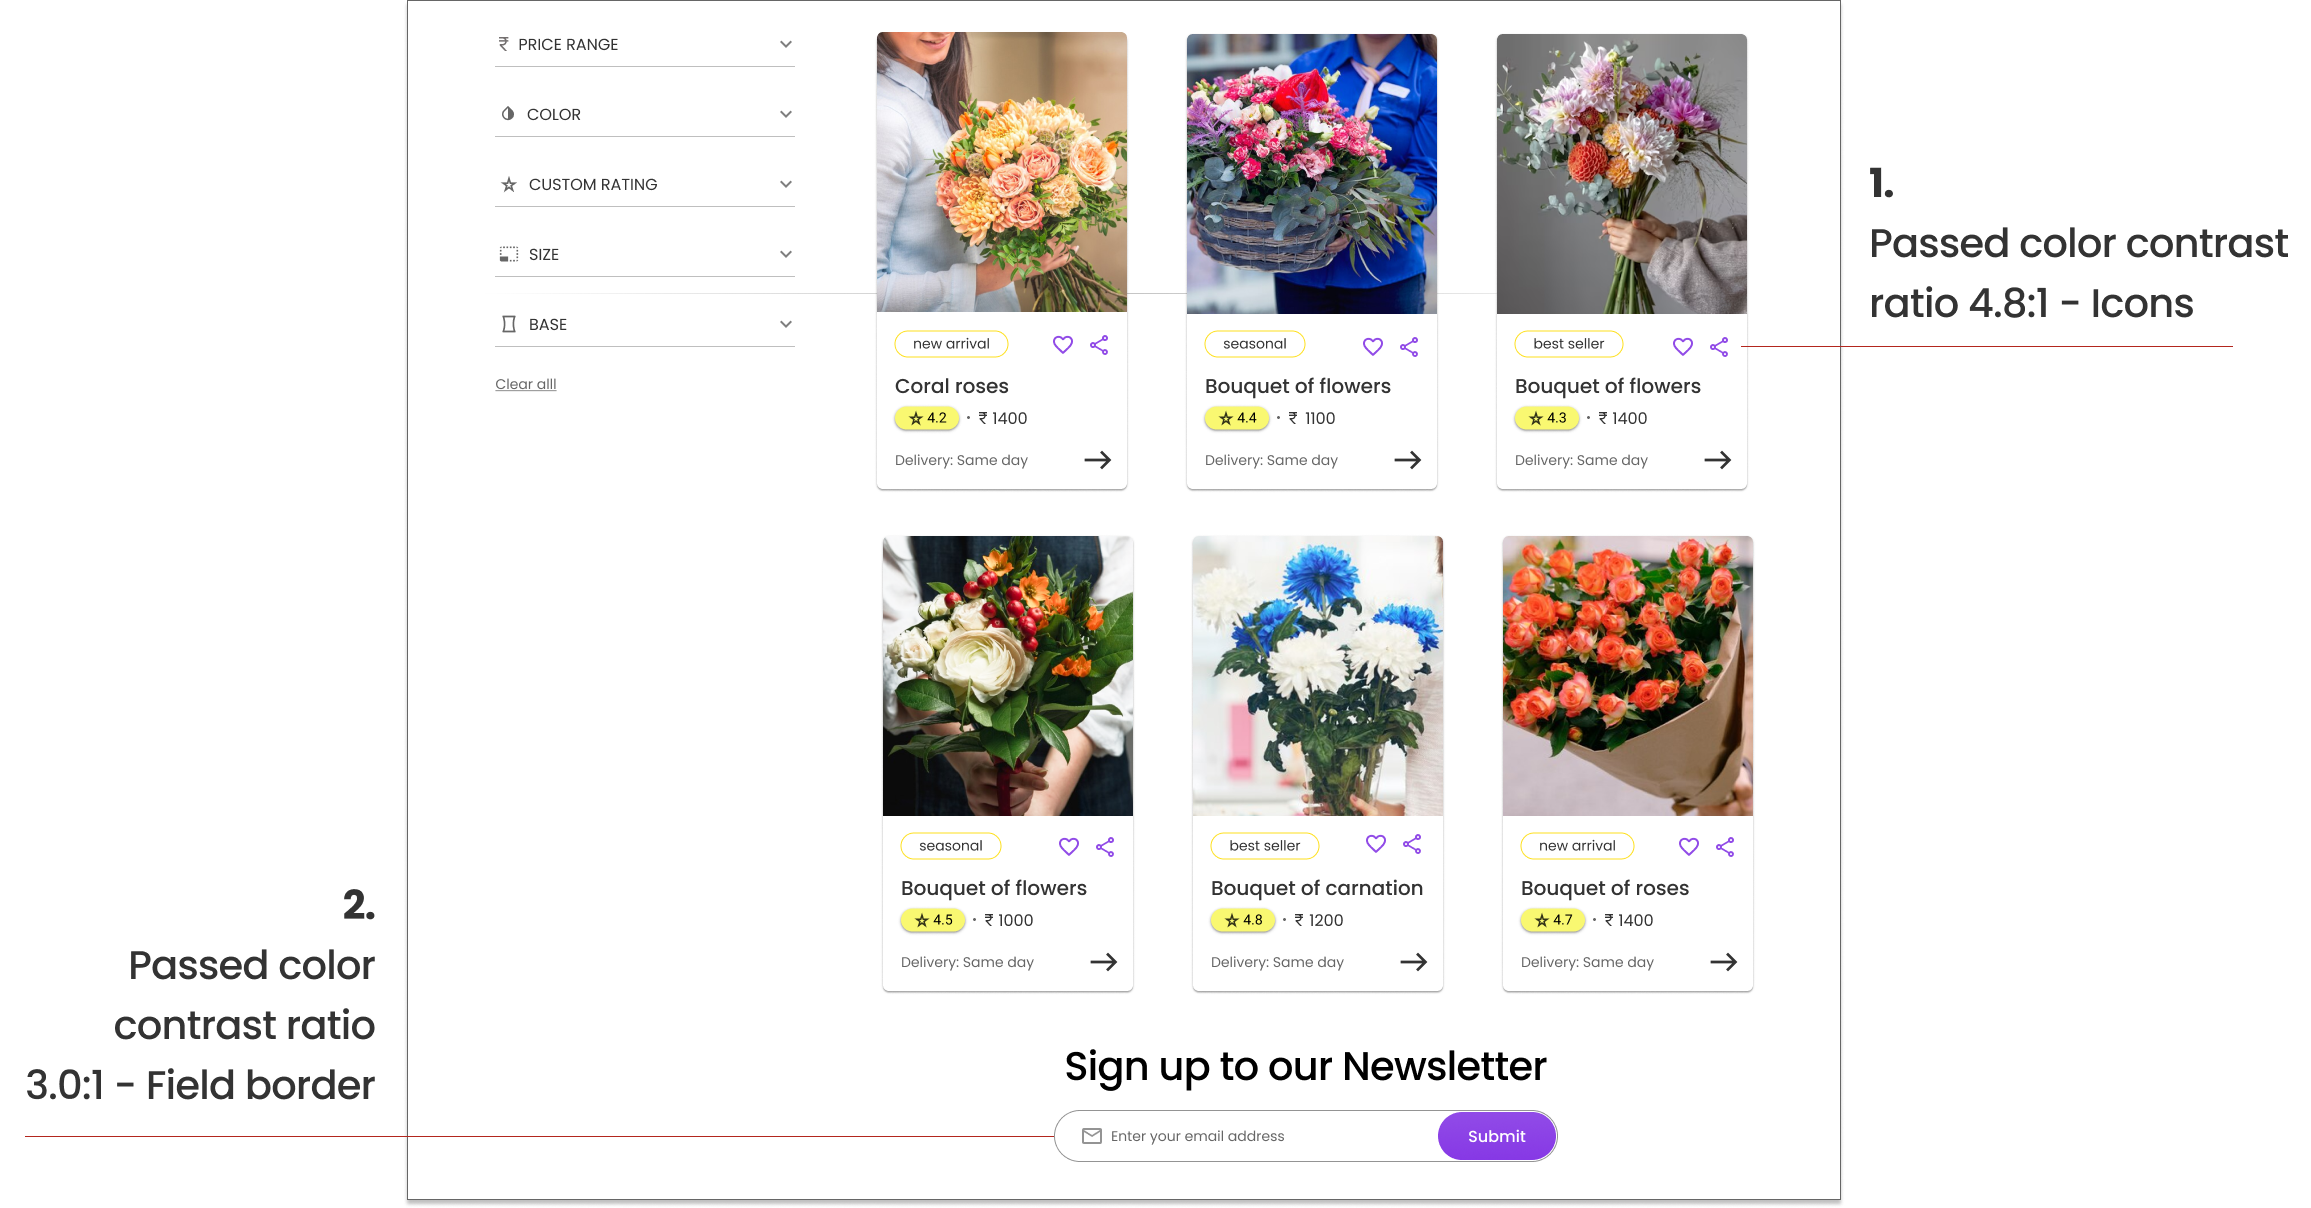 ₹ PRICE RANGE
COLOR
CUSTOM RATING
SIZE
BASE
Clear alll
new arrival
Coral roses
4.2 · ₹ 1400
Delivery: Same day
seasonal
Bouquet of flowers
4.4 · ₹ 1100
Delivery: Same day
best seller
Bouquet of flowers
4.3 · ₹ 1400
Delivery: Same day
1.
Passed color contrast
ratio 4.8:1 - Icons
seasonal
Bouquet of flowers
4.5 · ₹ 1000
Delivery: Same day
best seller
Bouquet of carnation
4.8 · ₹ 1200
Delivery: Same day
new arrival
Bouquet of roses
4.7 · ₹ 1400
Delivery: Same day
2.
Passed color
contrast ratio
3.0:1 - Field border
Sign up to our Newsletter
Enter your email address
Submit